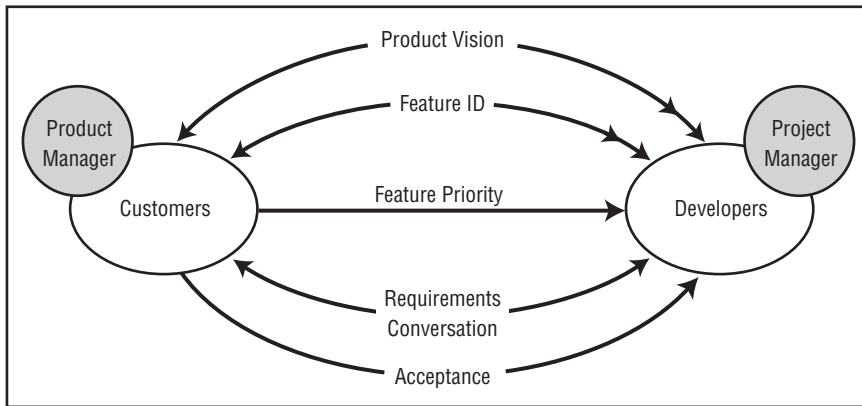 Product Vision
Feature ID
Product
Manager
Project
Manager
Customers
Feature Priority
Developers
Requirements
Conversation
Acceptance